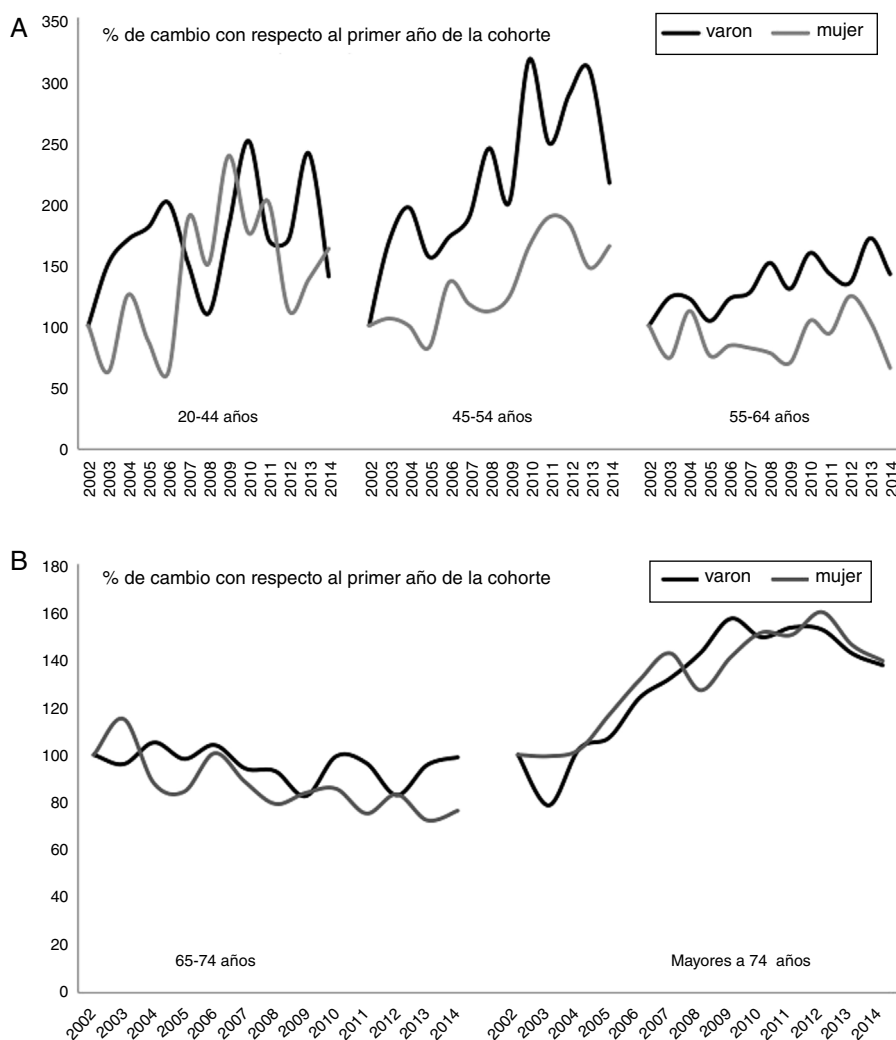 A
% de cambio con respecto al primer año de la cohorte
varon mujer
350
300
250
200
150
100
50
0
20-44 años 45-54 años 55-64 años
2002 2003 2004 2005 2006 2007 2008 2009 2010 2011 2012 2013 2014 2002 2003 2004 2005 2006 2007 2008 2009 2010 2011 2012 2013 2014 2002 2003 2004 2005 2006 2007 2008 2009 2010 2011 2012 2013 2014
B
% de cambio con respecto al primer año de la cohorte
varon mujer
180
160
140
120
100
80
60
40
20
0
65-74 años Mayores a 74 años
2002 2003 2004 2005 2006 2007 2008 2009 2010 2011 2012 2013 2014 2002 2003 2004 2005 2006 2007 2008 2009 2010 2011 2012 2013 2014